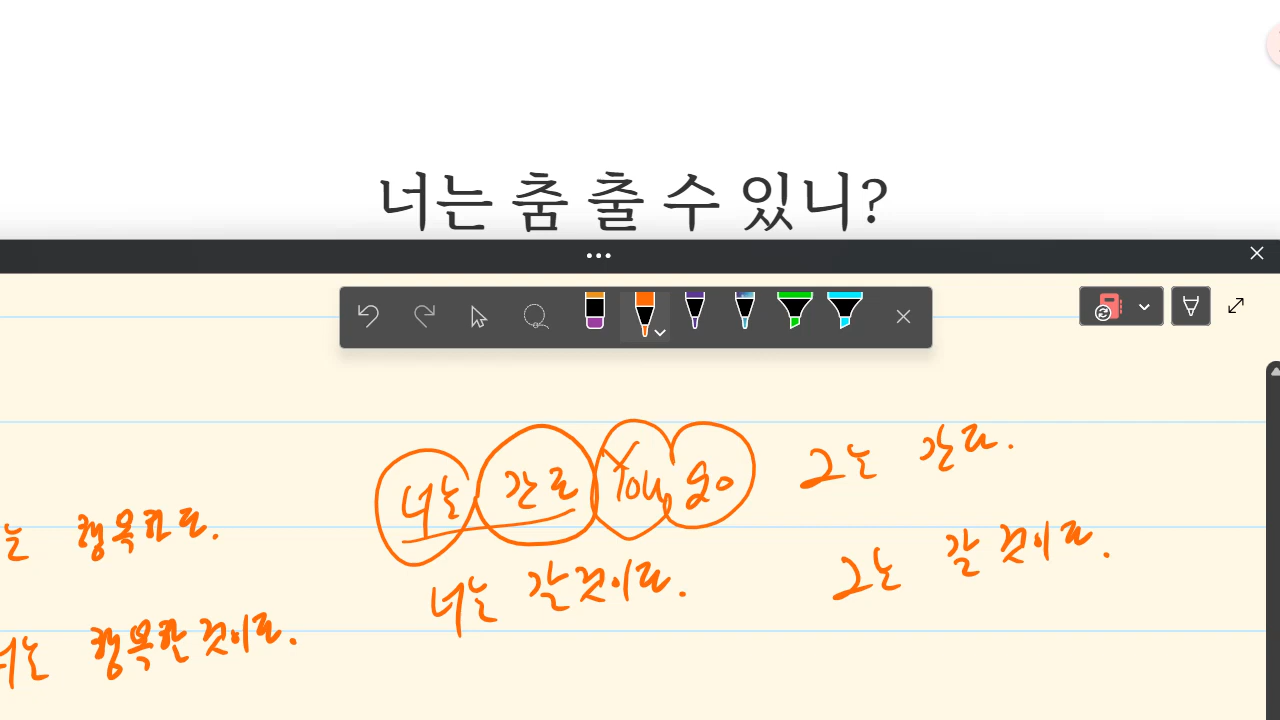 너는 춤 출 수 있니?
너는 간다 You go 그는 간다.
는 행복하다.
너는 갈것이다. 그는 갈 것이다.
너는 행복할 것이다.